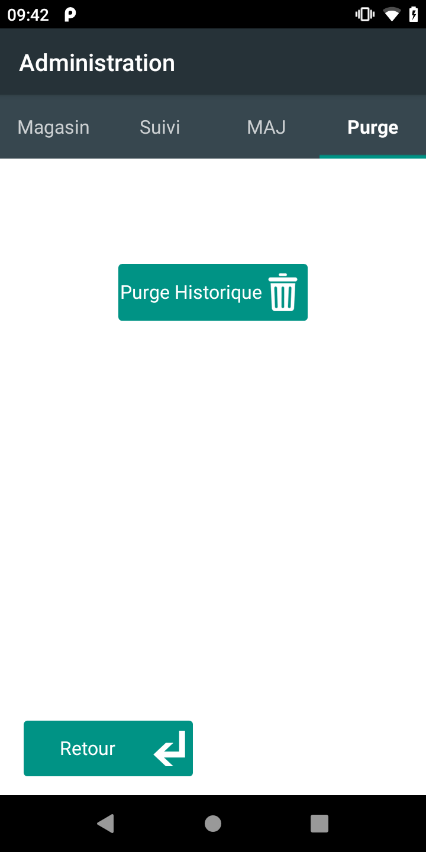 09:42
Administration
Magasin Suivi MAJ Purge
Purge Historique
Retour